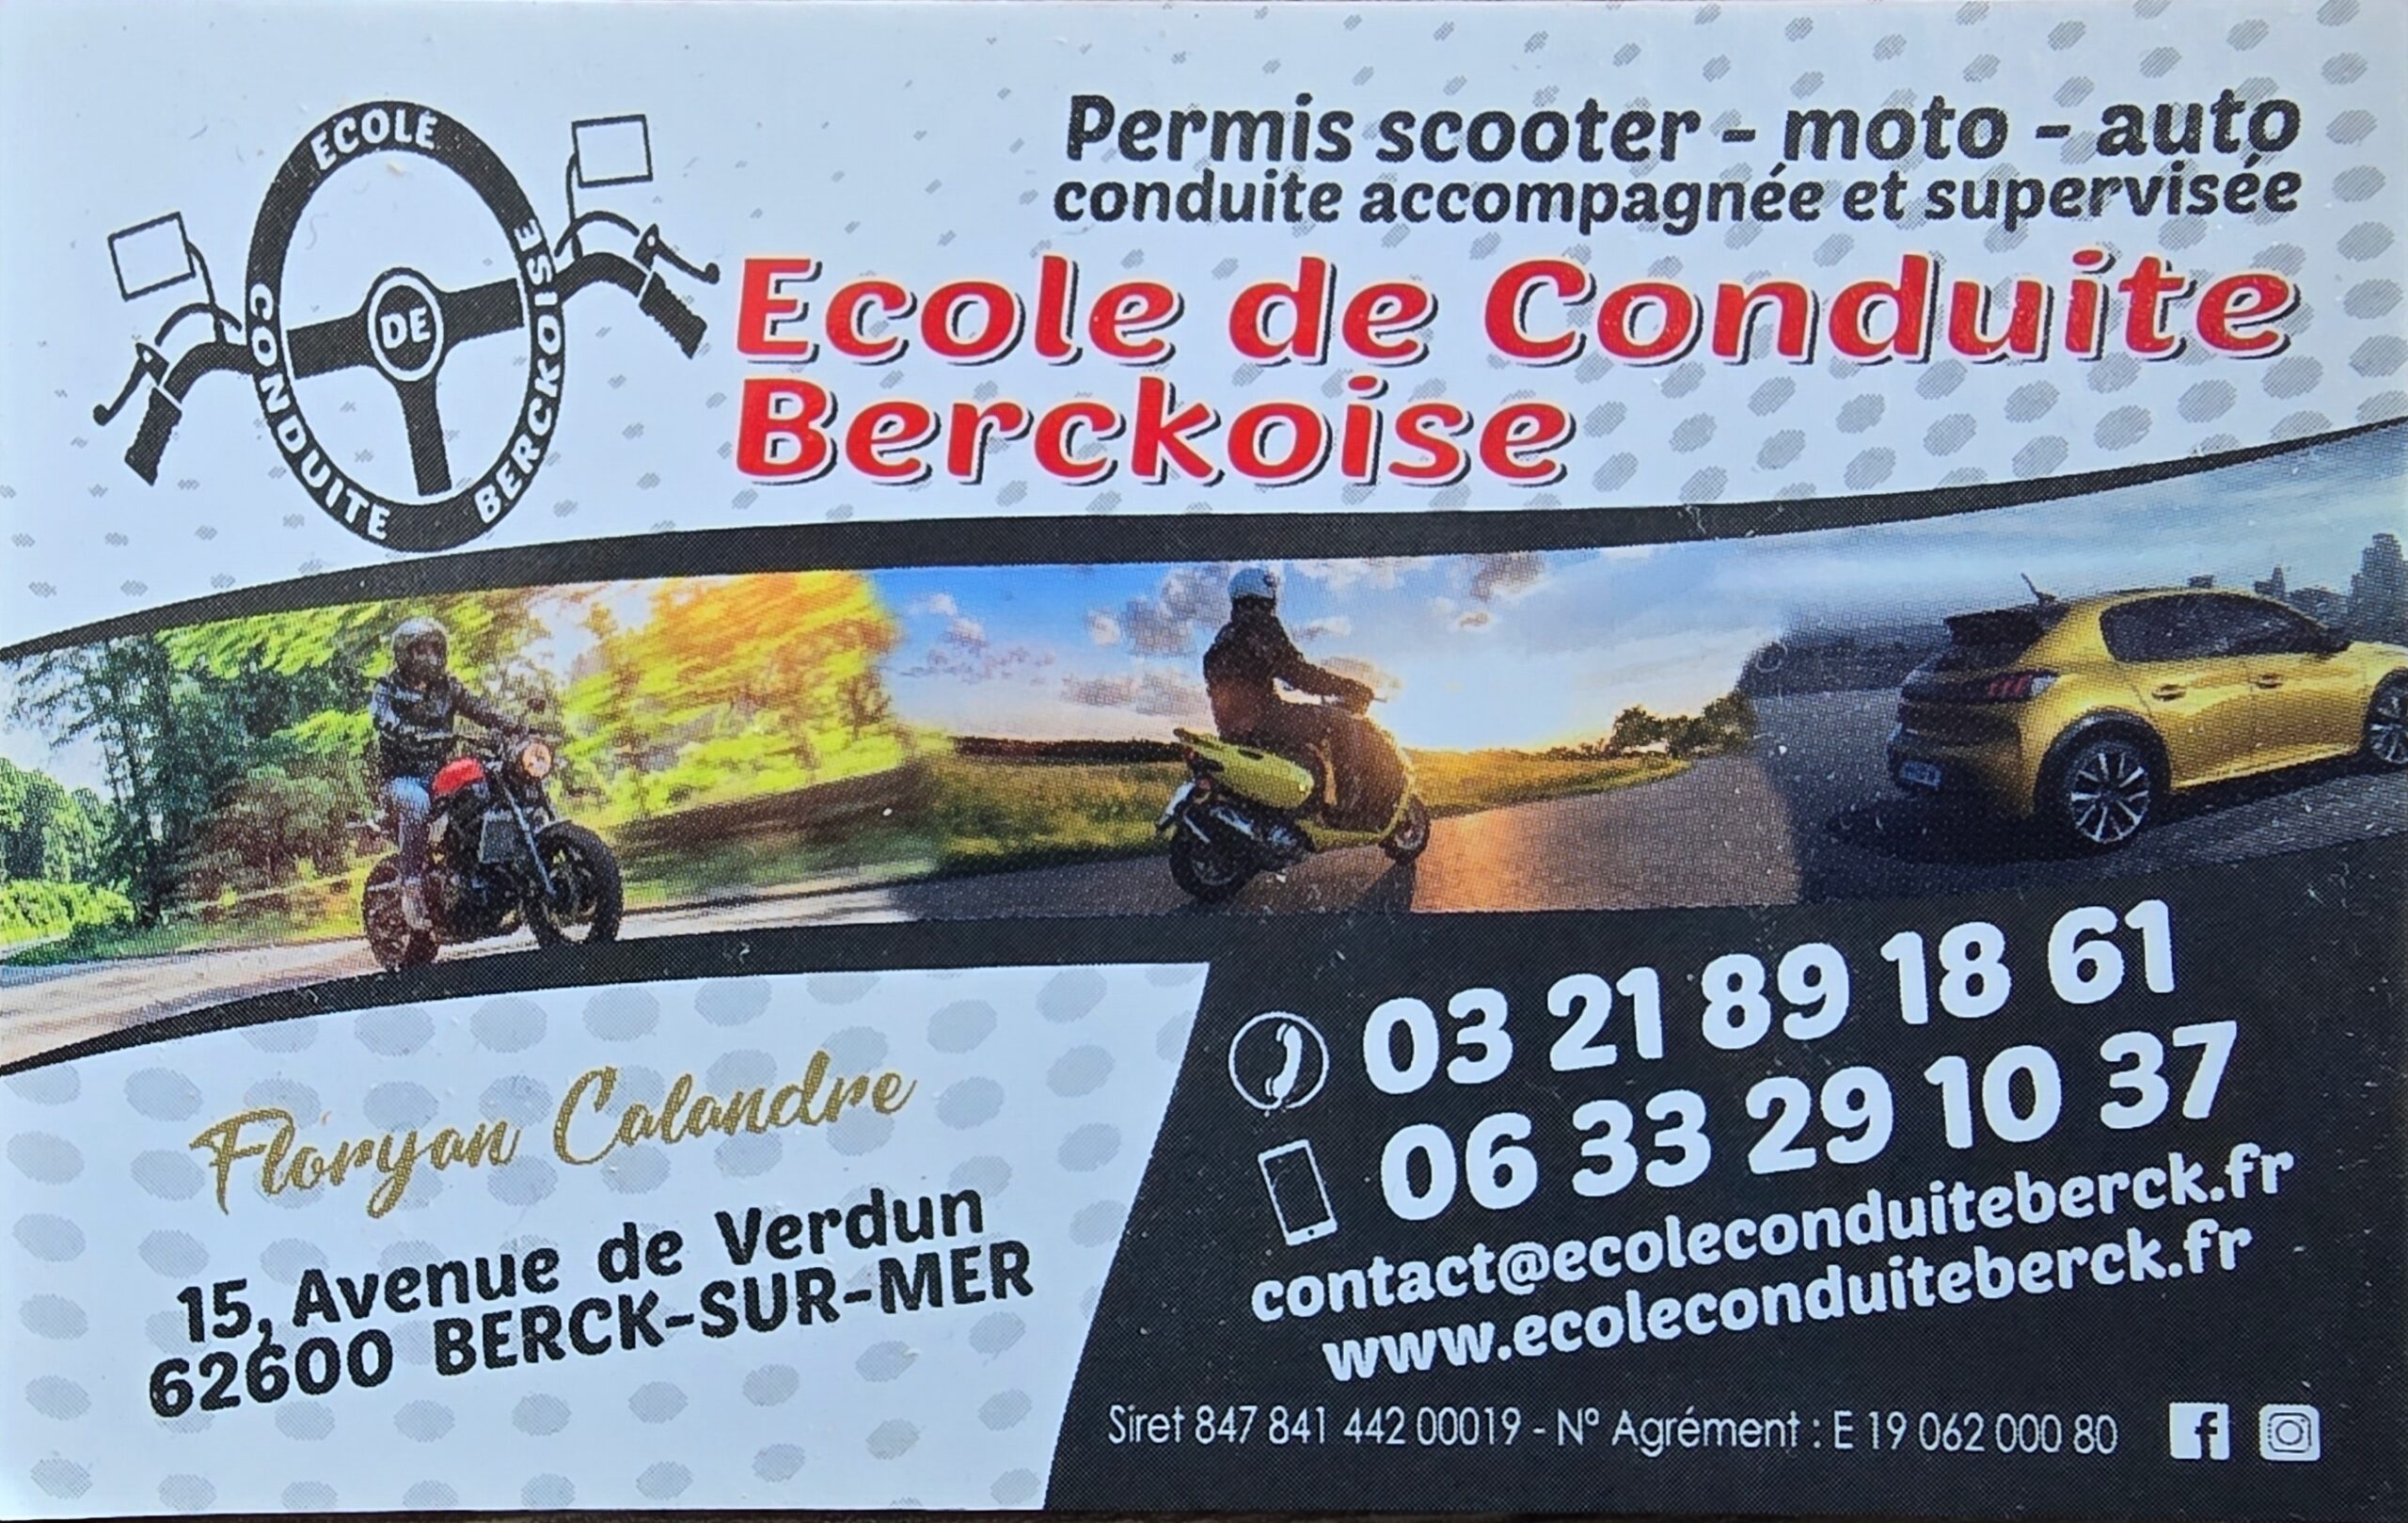 ECOLE
DE
CONDUITE
BERCKOISE
Permis scooter - moto - auto
conduite accompagnée et supervisée
Ecole de Conduite
Berckoise
Floryan Calandre
15, Avenue de Verdun
62600 BERCK-SUR-MER
03 21 89 18 61
06 33 29 10 37
contact@ecoleconduiteberck.fr
www.ecoleconduiteberck.fr
Siret 847 841 442 00019 - N° Agrément : E 19 062 000 80